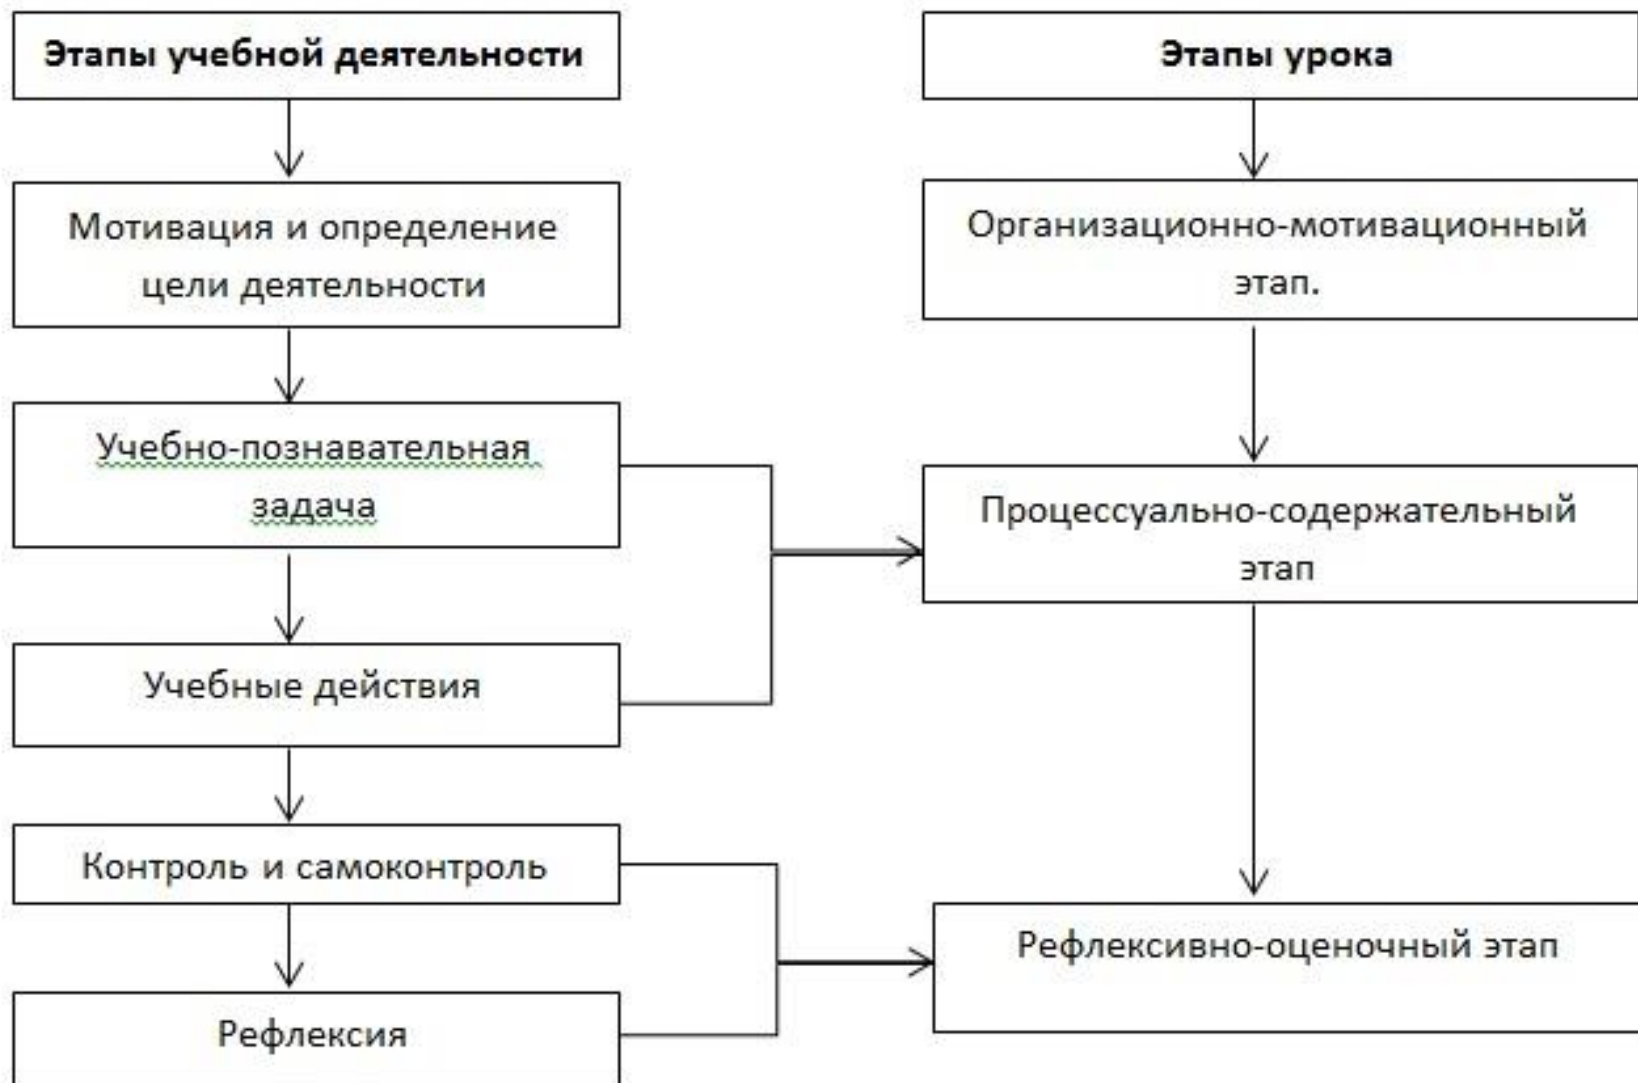 Этапы учебной деятельности
Этапы урока
Мотивация и определение
цели деятельности
Организационно-мотивационный
этап.
Учебно-познавательная
задача
Процессуально-содержательный
этап
Учебные действия
Контроль и самоконтроль
Рефлексивно-оценочный этап
Рефлексия